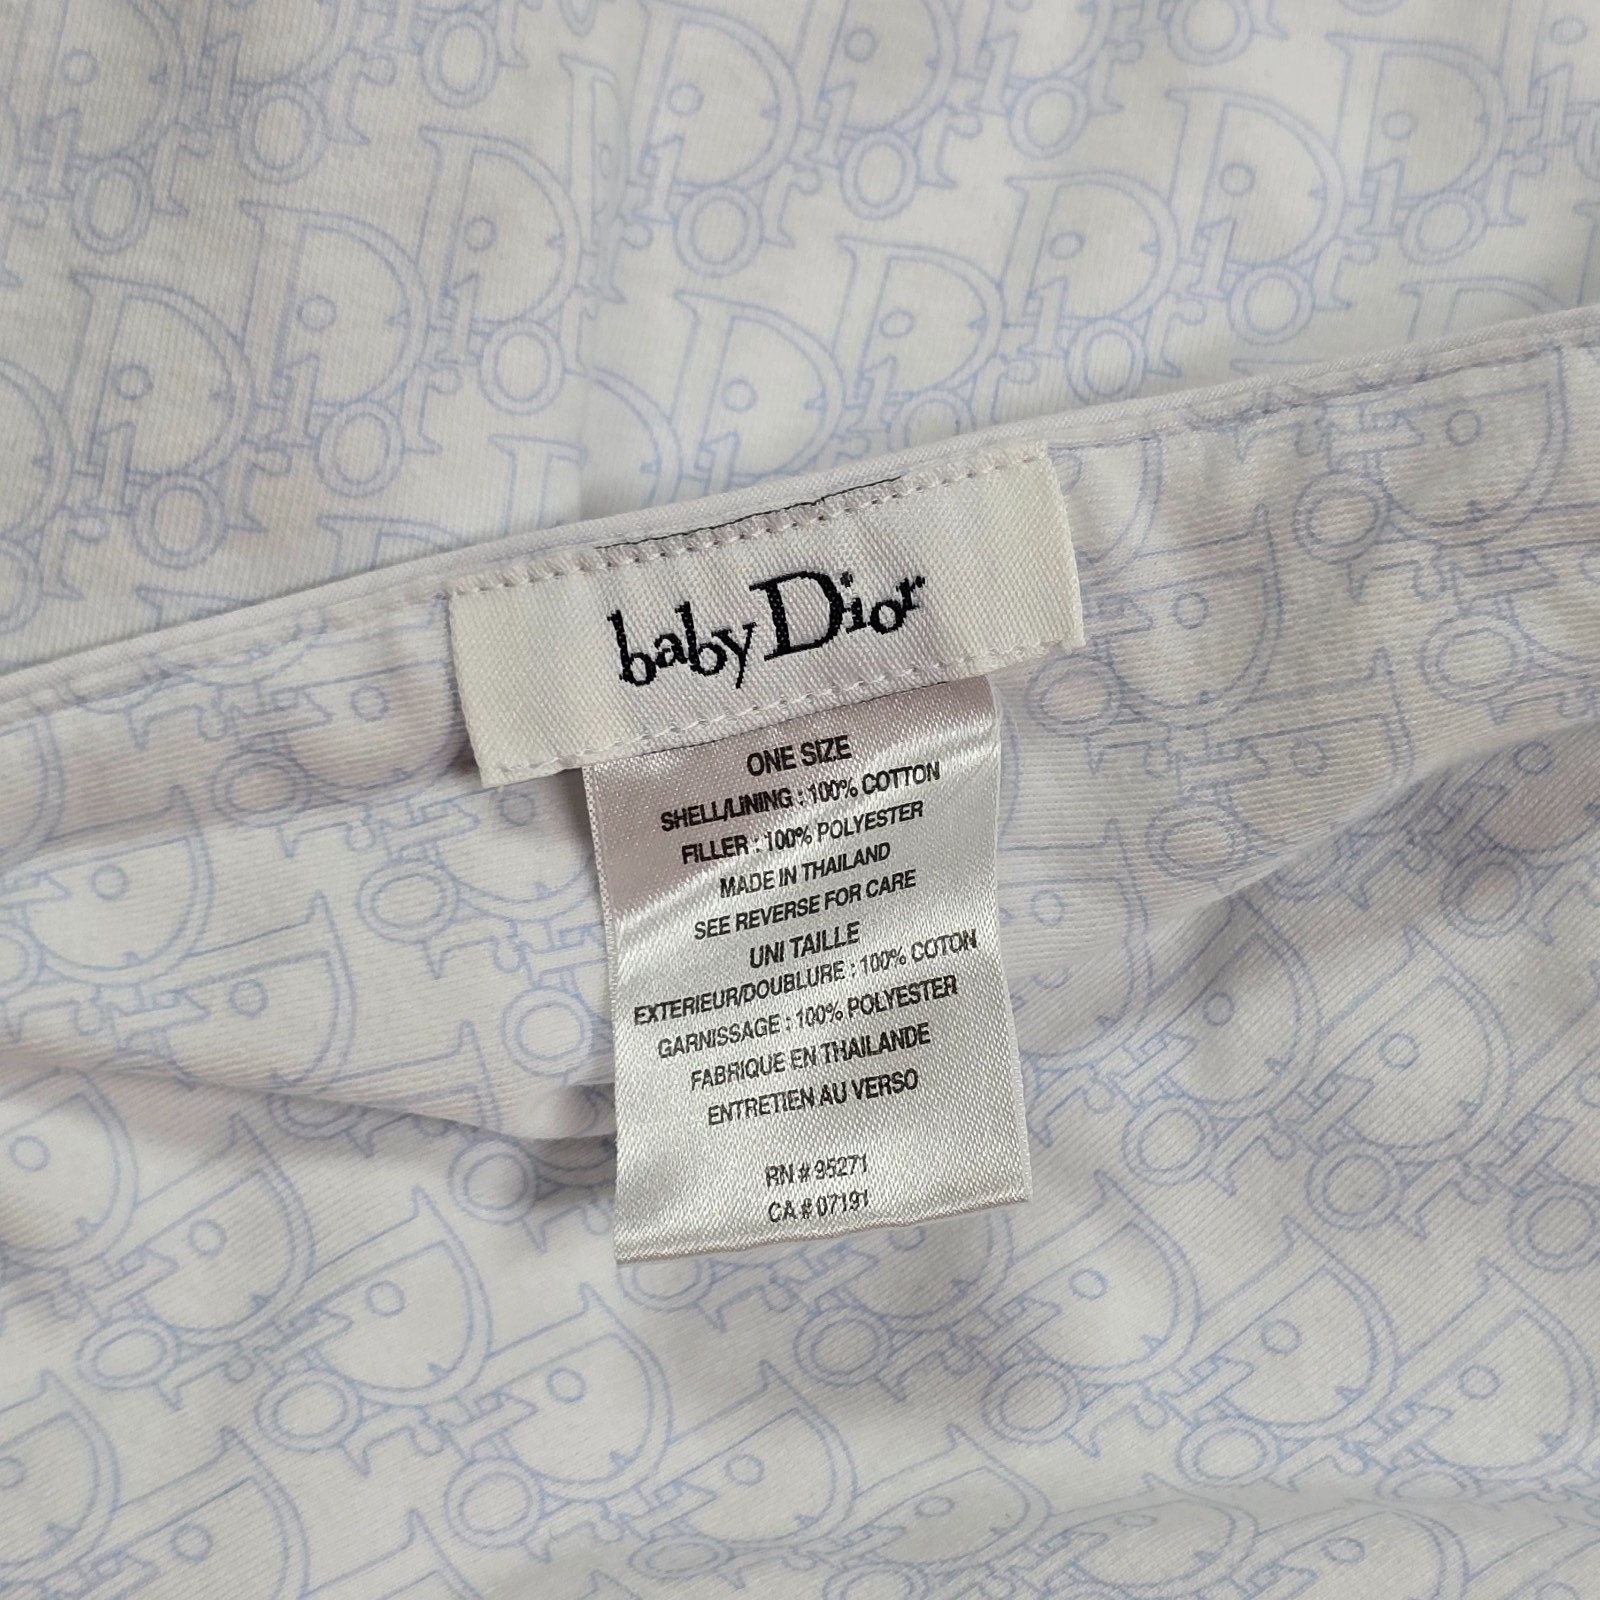 baby Dior
ONE SIZE
SHELL/LINING : 100% COTTON
FILLER : 100% POLYESTER
MADE IN THAILAND
SEE REVERSE FOR CARE
UNI TAILLE
EXTERIEUR/DOUBLURE : 100% COTON
GARNISSAGE : 100% POLYESTER
FABRIQUE EN THAILANDE
ENTRETIEN AU VERSO
RN # 95271
CA # 07191